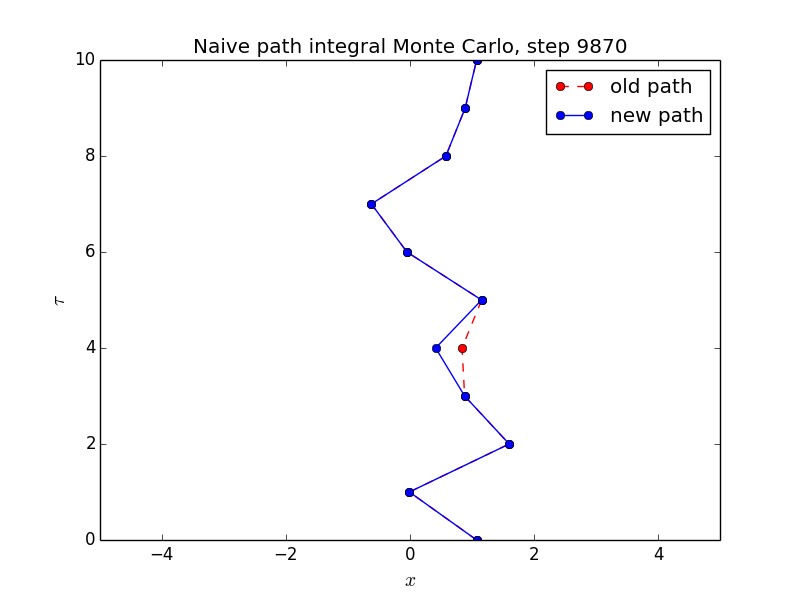 Naive path integral Monte Carlo, step 9870
old path
new path
10
8
6
4
2
0
τ
−4 −2 0 2 4
x